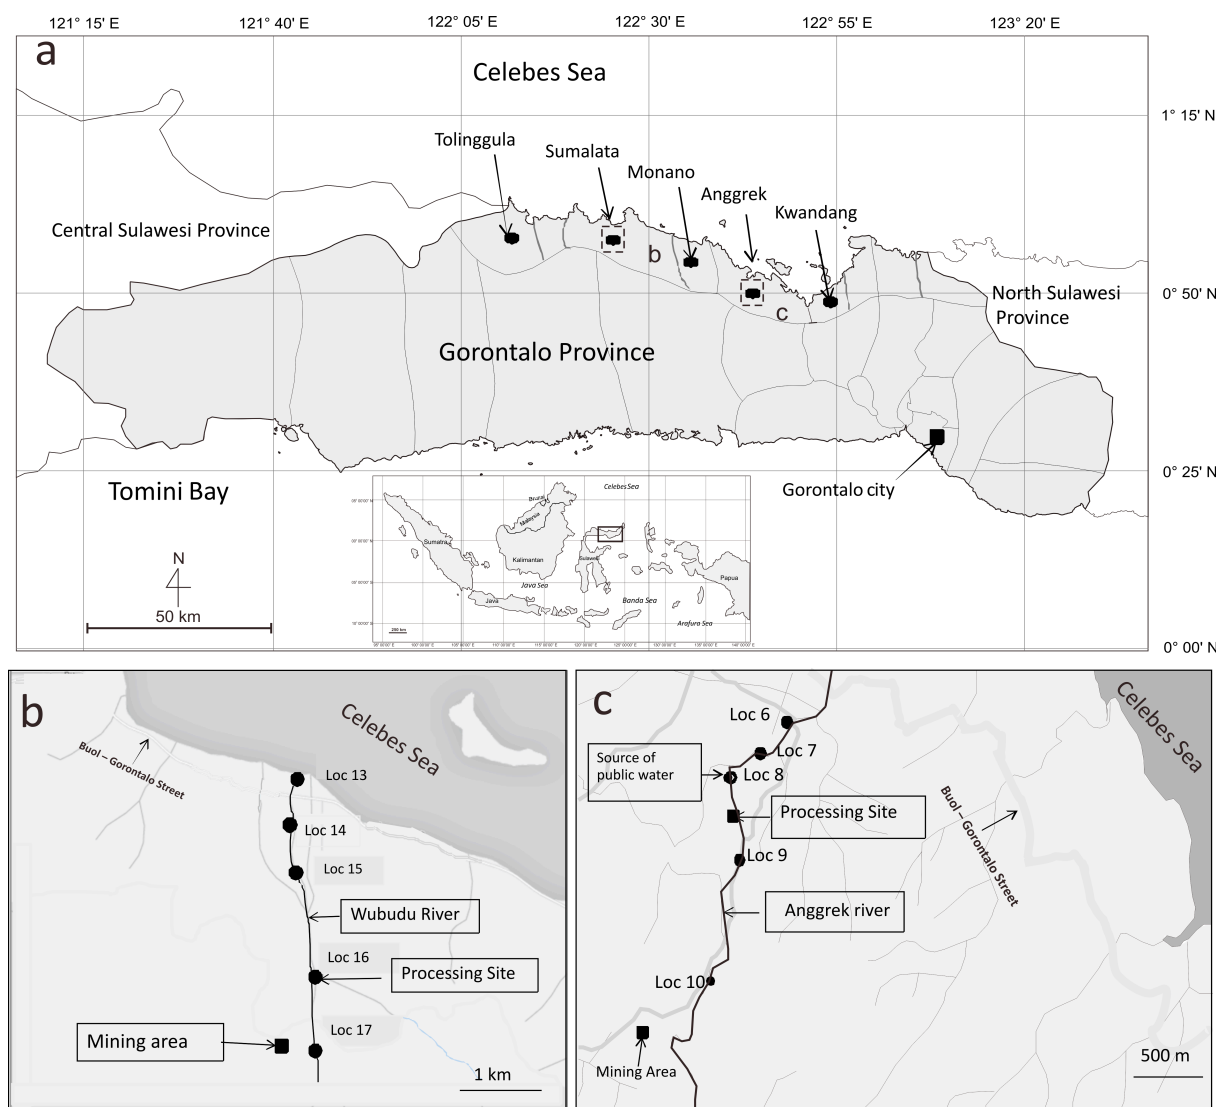 121° 15' E
121° 40' E
122° 05' E
122° 30' E
122° 55' E
123° 20' E
a
Celebes Sea
1° 15' N
Tolinggula
Sumalata
Monano
Anggrek
Kwandang
Central Sulawesi Province
b
North Sulawesi
Province
0° 50' N
c
Gorontalo Province
0° 25' N
Gorontalo city
Tomini Bay
N
50 km
Celebes Sea
Brunei
Malaysia
Sumatra
Kalimantan
Sulawesi
Papua
Java Sea
Java
Banda Sea
Arafura Sea
250 km
0° 00' N
b
Celebes Sea
Buol – Gorontalo Street
Loc 13
Loc 14
Loc 15
Wubudu River
Loc 16
Processing Site
Loc 17
Mining area
1 km
c
Celebes Sea
Loc 6
Loc 7
Source of
public water
Loc 8
Processing Site
Buol – Gorontalo Street
Loc 9
Anggrek river
Loc 10
Mining Area
500 m